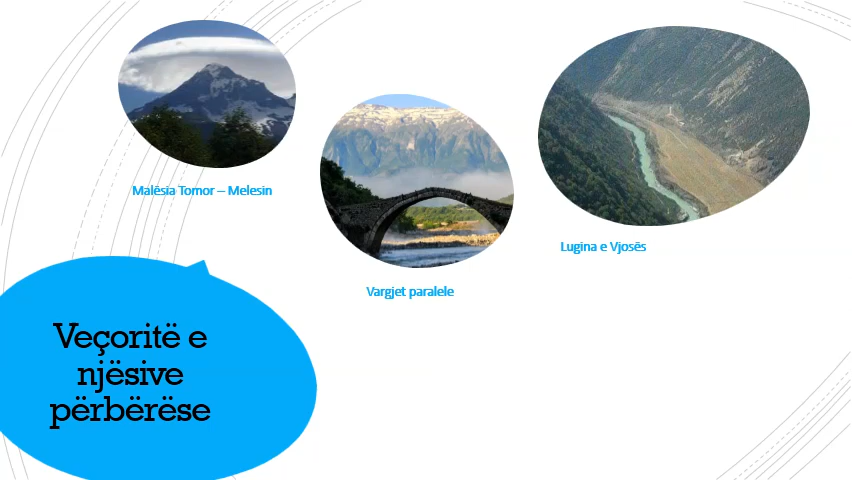 Malësia Tomor – Melesin
Vargjet paralele
Lugina e Vjosës
Veçoritë e
njësive
përbërëse